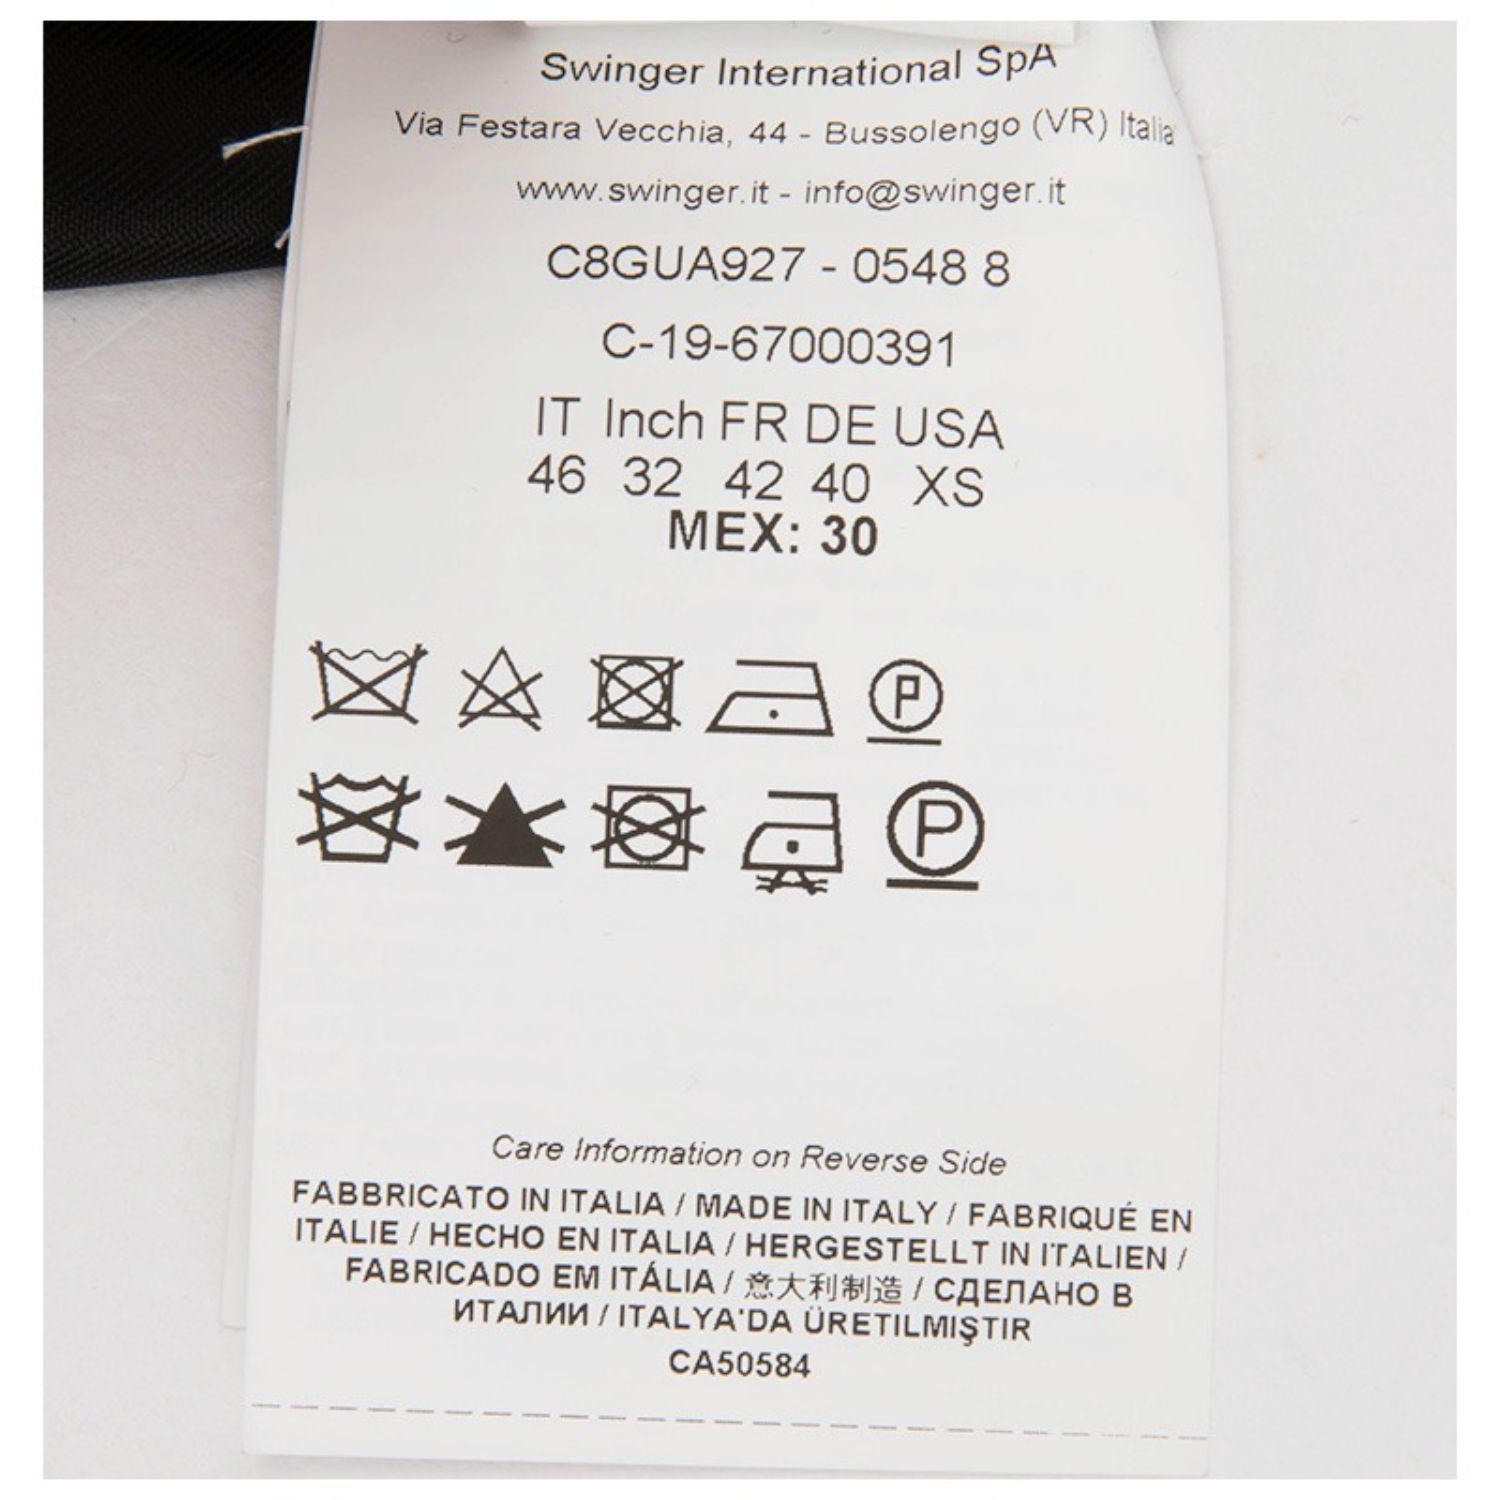 Swinger International SpA
Via Festara Vecchia, 44 - Bussolengo (VR) Italia
www.swinger.it - info@swinger.it
C8GUA927 - 0548 8
C-19-67000391
IT Inch FR DE USA
46 32 42 40 XS
MEX: 30
P
P
Care Information on Reverse Side
FABBRICATO IN ITALIA / MADE IN ITALY / FABRIQUÉ EN
ITALIE / HECHO EN ITALIA / HERGESTELLT IN ITALIEN /
FABRICADO EM ITÁLIA / 意大利制造 / СДЕЛАНО В
ИТАЛИИ / ITALYA'DA ÜRETILMIŞTIR
CA50584